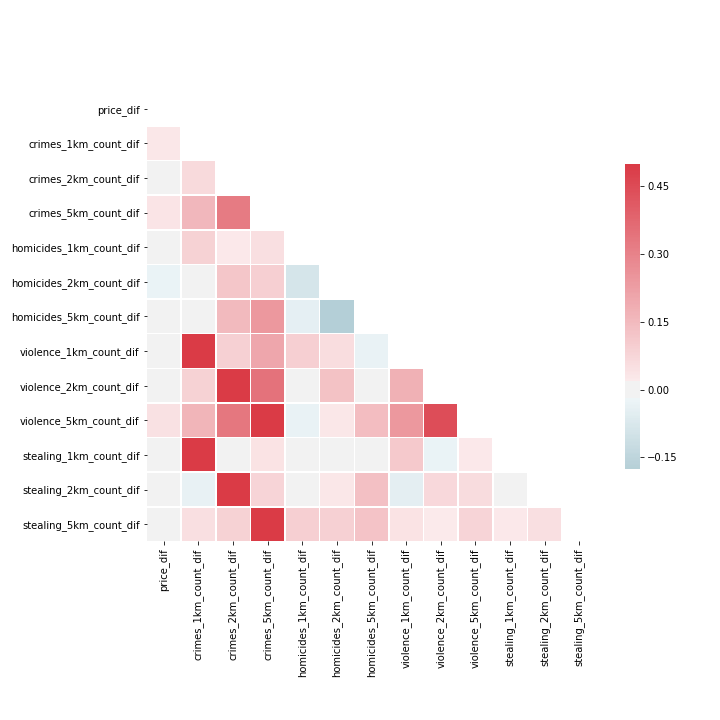 price_dif
crimes_1km_count_dif
crimes_2km_count_dif
crimes_5km_count_dif
homicides_1km_count_dif
homicides_2km_count_dif
homicides_5km_count_dif
violence_1km_count_dif
violence_2km_count_dif
violence_5km_count_dif
stealing_1km_count_dif
stealing_2km_count_dif
stealing_5km_count_dif
price_dif
crimes_1km_count_dif
crimes_2km_count_dif
crimes_5km_count_dif
homicides_1km_count_dif
homicides_2km_count_dif
homicides_5km_count_dif
violence_1km_count_dif
violence_2km_count_dif
violence_5km_count_dif
stealing_1km_count_dif
stealing_2km_count_dif
stealing_5km_count_dif
0.45
0.30
0.15
0.00
−0.15